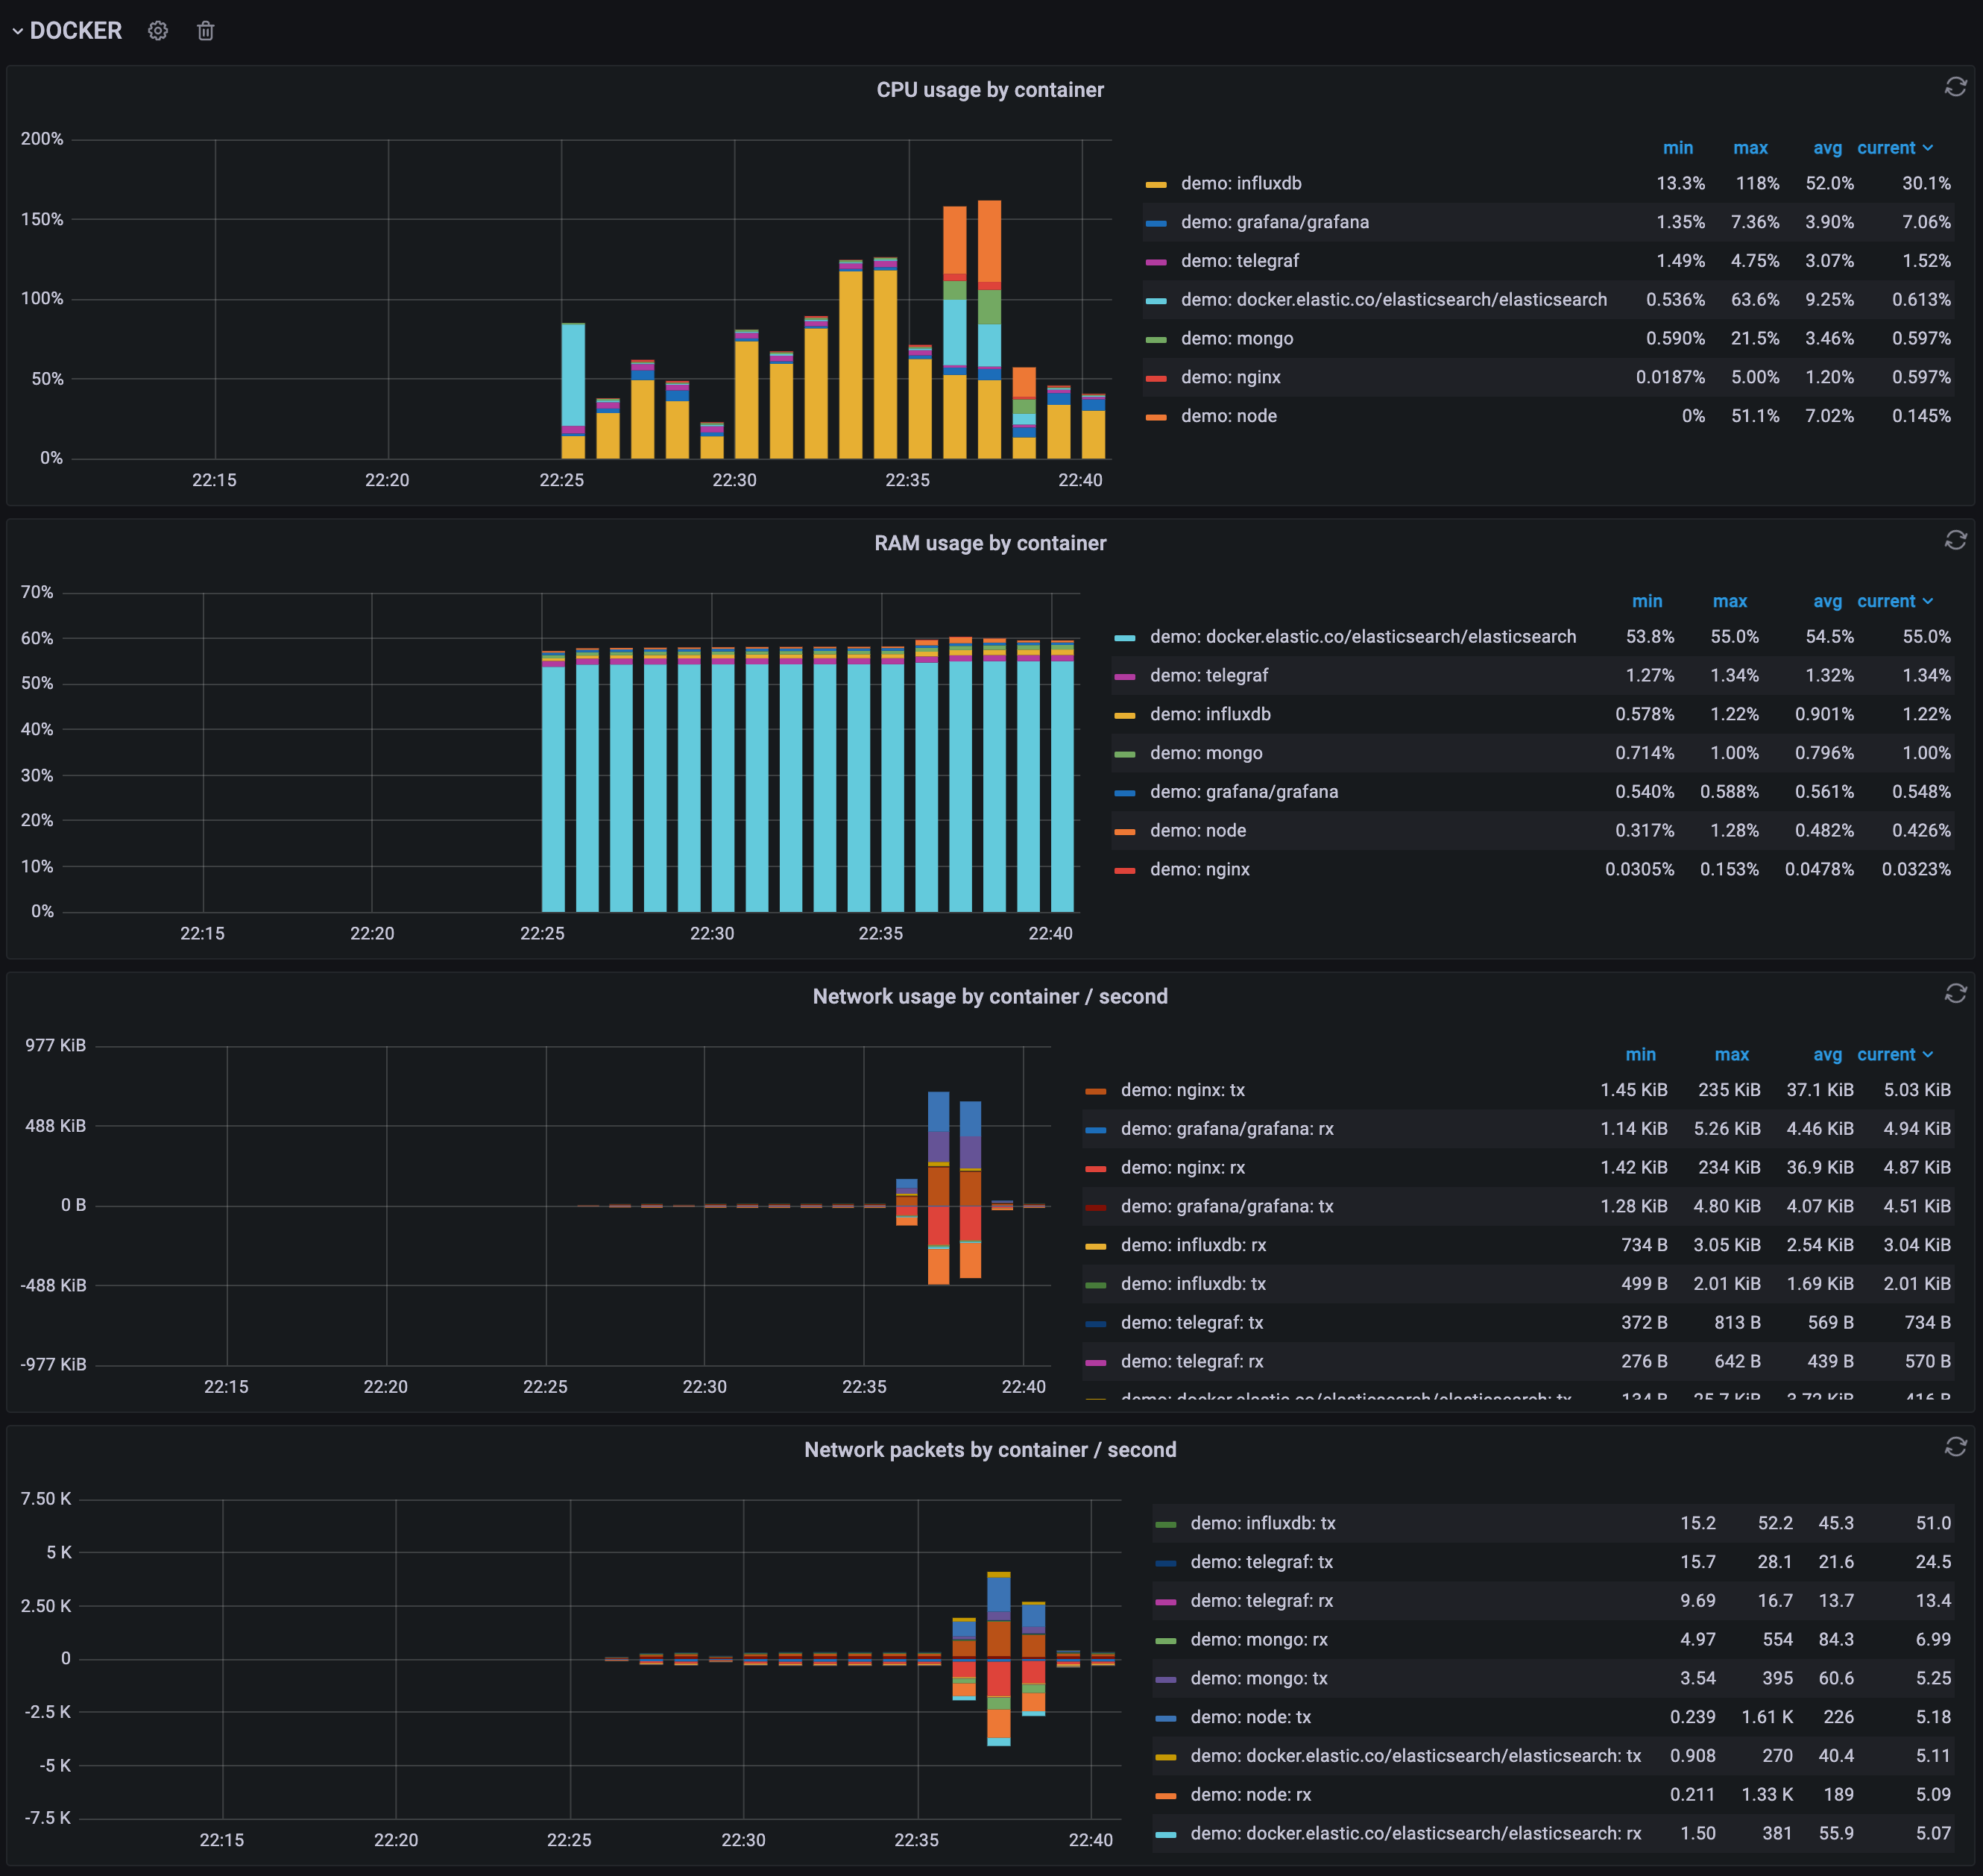 DOCKER
CPU usage by container
200%
150%
100%
50%
0%
22:15 22:20 22:25 22:30 22:35 22:40
min max avg current
demo: influxdb 13.3% 118% 52.0% 30.1%
demo: grafana/grafana 1.35% 7.36% 3.90% 7.06%
demo: telegraf 1.49% 4.75% 3.07% 1.52%
demo: docker.elastic.co/elasticsearch/elasticsearch 0.536% 63.6% 9.25% 0.613%
demo: mongo 0.590% 21.5% 3.46% 0.597%
demo: nginx 0.0187% 5.00% 1.20% 0.597%
demo: node 0% 51.1% 7.02% 0.145%
RAM usage by container
70%
60%
50%
40%
30%
20%
10%
0%
22:15 22:20 22:25 22:30 22:35 22:40
min max avg current
demo: docker.elastic.co/elasticsearch/elasticsearch 53.8% 55.0% 54.5% 55.0%
demo: telegraf 1.27% 1.34% 1.32% 1.34%
demo: influxdb 0.578% 1.22% 0.901% 1.22%
demo: mongo 0.714% 1.00% 0.796% 1.00%
demo: grafana/grafana 0.540% 0.588% 0.561% 0.548%
demo: node 0.317% 1.28% 0.482% 0.426%
demo: nginx 0.0305% 0.153% 0.0478% 0.0323%
Network usage by container / second
977 KiB
488 KiB
0 B
-488 KiB
-977 KiB
22:15 22:20 22:25 22:30 22:35 22:40
min max avg current
demo: nginx: tx 1.45 KiB 235 KiB 37.1 KiB 5.03 KiB
demo: grafana/grafana: rx 1.14 KiB 5.26 KiB 4.46 KiB 4.94 KiB
demo: nginx: rx 1.42 KiB 234 KiB 36.9 KiB 4.87 KiB
demo: grafana/grafana: tx 1.28 KiB 4.80 KiB 4.07 KiB 4.51 KiB
demo: influxdb: rx 734 B 3.05 KiB 2.54 KiB 3.04 KiB
demo: influxdb: tx 499 B 2.01 KiB 1.69 KiB 2.01 KiB
demo: telegraf: tx 372 B 813 B 569 B 734 B
demo: telegraf: rx 276 B 642 B 439 B 570 B
demo: docker.elastic.co/elasticsearch/elasticsearch: tx 134 B 25.7 KiB 3.72 KiB 416 B
Network packets by container / second
7.50 K
5 K
2.50 K
0
-2.5 K
-5 K
-7.5 K
22:15 22:20 22:25 22:30 22:35 22:40
demo: influxdb: tx 15.2 52.2 45.3 51.0
demo: telegraf: tx 15.7 28.1 21.6 24.5
demo: telegraf: rx 9.69 16.7 13.7 13.4
demo: mongo: rx 4.97 554 84.3 6.99
demo: mongo: tx 3.54 395 60.6 5.25
demo: node: tx 0.239 1.61 K 226 5.18
demo: docker.elastic.co/elasticsearch/elasticsearch: tx 0.908 270 40.4 5.11
demo: node: rx 0.211 1.33 K 189 5.09
demo: docker.elastic.co/elasticsearch/elasticsearch: rx 1.50 381 55.9 5.07